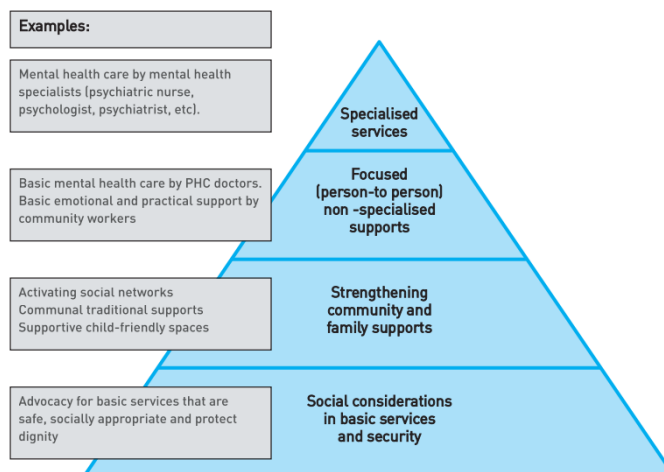 Examples:
Mental health care by mental health
specialists (psychiatric nurse,
psychologist, psychiatrist, etc).
Specialised
services
Basic mental health care by PHC doctors.
Basic emotional and practical support by
community workers
Focused
(person-to person)
non -specialised
supports
Activating social networks
Communal traditional supports
Supportive child-friendly spaces
Strengthening
community and
family supports
Advocacy for basic services that are
safe, socially appropriate and protect
dignity
Social considerations
in basic services
and security